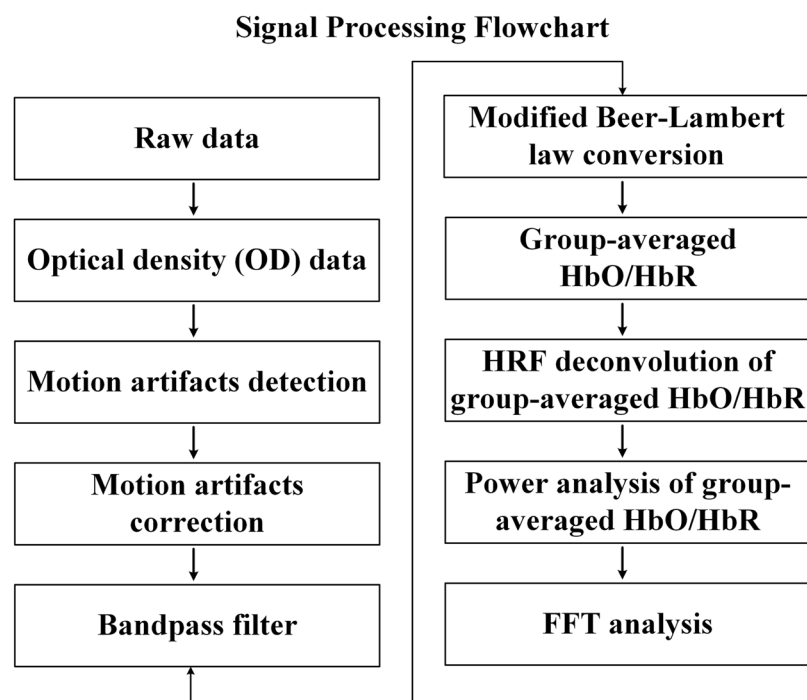 Signal Processing Flowchart
Raw data
Optical density (OD) data
Motion artifacts detection
Motion artifacts
correction
Bandpass filter
Modified Beer-Lambert
law conversion
Group-averaged
HbO/HbR
HRF deconvolution of
group-averaged HbO/HbR
Power analysis of group-
averaged HbO/HbR
FFT analysis